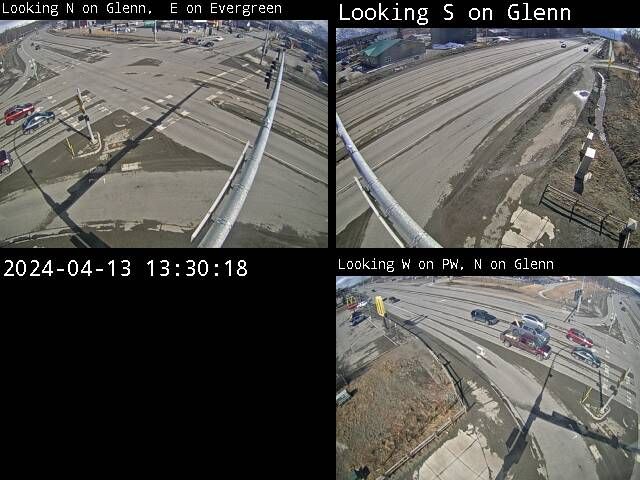 Looking N on Glenn, E on Evergreen
Looking S on Glenn
2024-04-13 13:30:18
Looking W on PW, N on Glenn